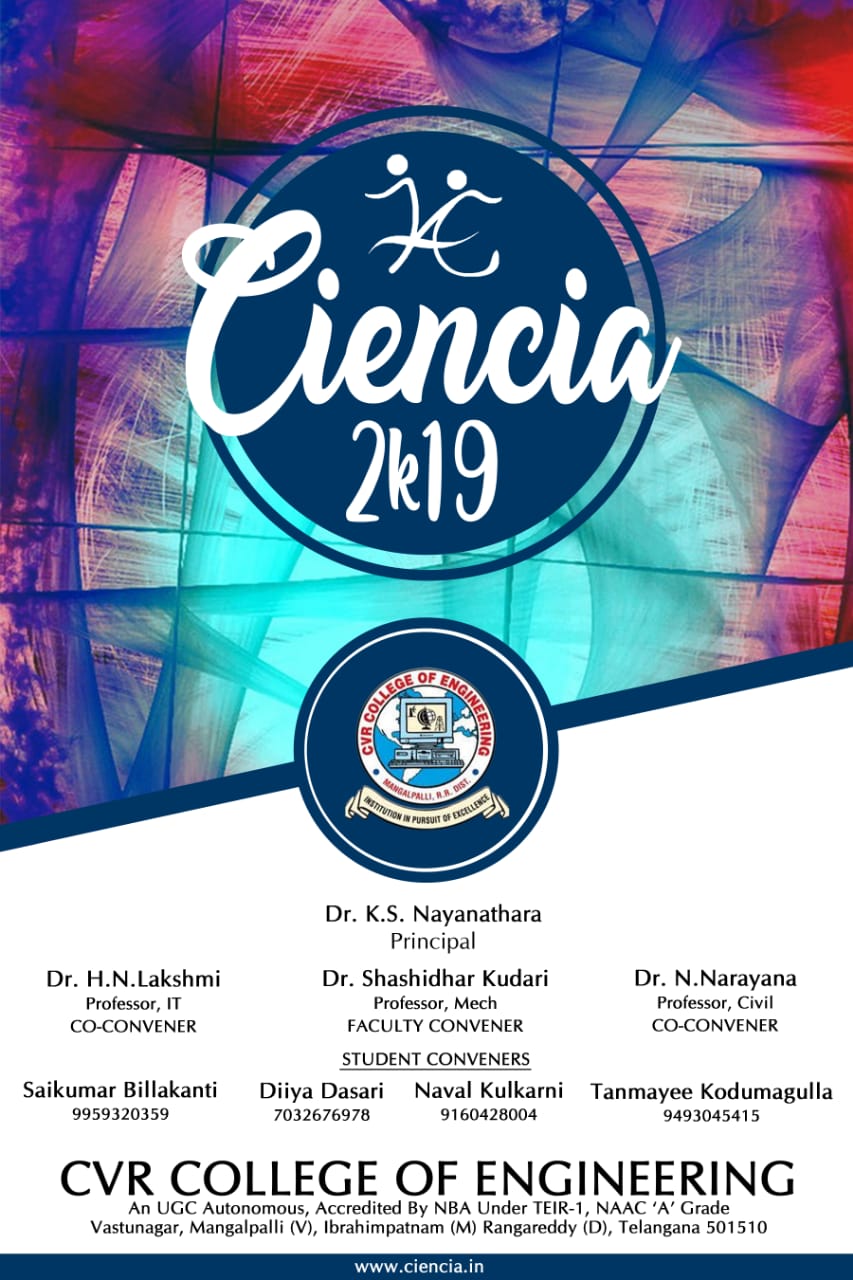 Ciencia
2k19
CVR COLLEGE OF ENGINEERING
MANGALPALLI, R.R. DIST.
INSTITUTION IN PURSUIT OF EXCELLENCE
Dr. K.S. Nayanathara
Principal
Dr. H.N.Lakshmi
Professor, IT
CO-CONVENER
Dr. Shashidhar Kudari
Professor, Mech
FACULTY CONVENER
Dr. N.Narayana
Professor, Civil
CO-CONVENER
STUDENT CONVENERS
Saikumar Billakanti
9959320359
Diiya Dasari
7032676978
Naval Kulkarni
9160428004
Tanmayee Kodumagulla
9493045415
CVR COLLEGE OF ENGINEERING
An UGC Autonomous, Accredited By NBA Under TEIR-1, NAAC ‘A’ Grade
Vastunagar, Mangalpalli (V), Ibrahimpatnam (M) Rangareddy (D), Telangana 501510
www.ciencia.in